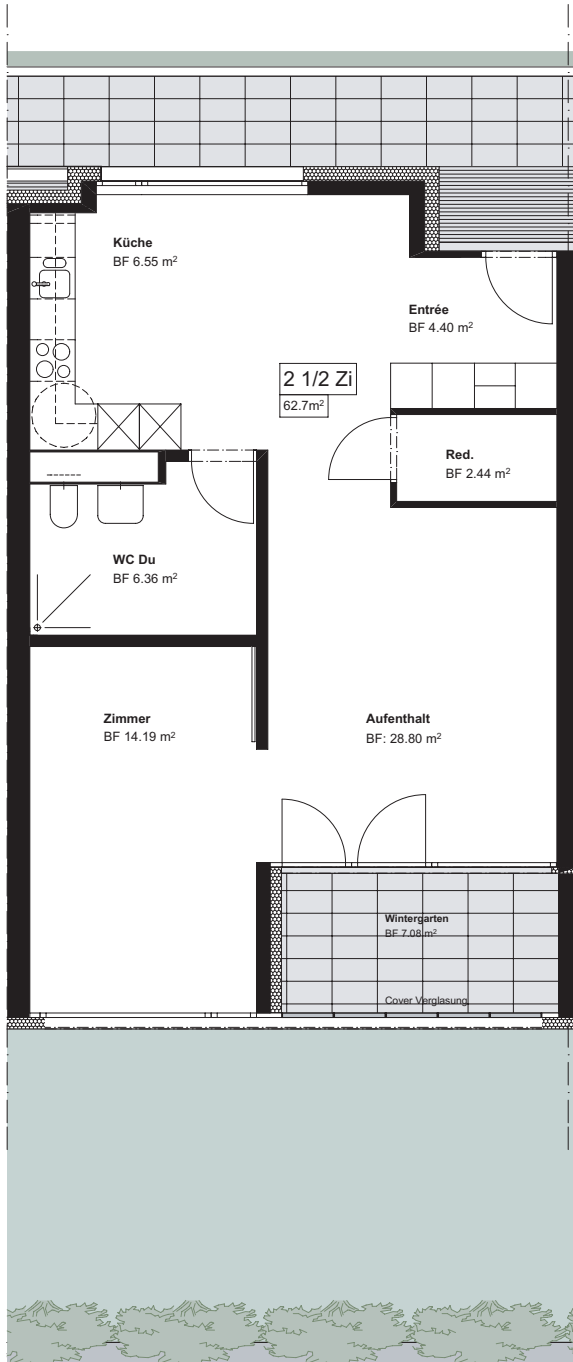 Küche
BF 6.55 m²
Entrée
BF 4.40 m²
2 1/2 Zi
62.7m²
Red.
BF 2.44 m²
WC Du
BF 6.36 m²
Zimmer
BF 14.19 m²
Aufenthalt
BF: 28.80 m²
Wintergarten
BF 7.08 m²
Cover Verglasung